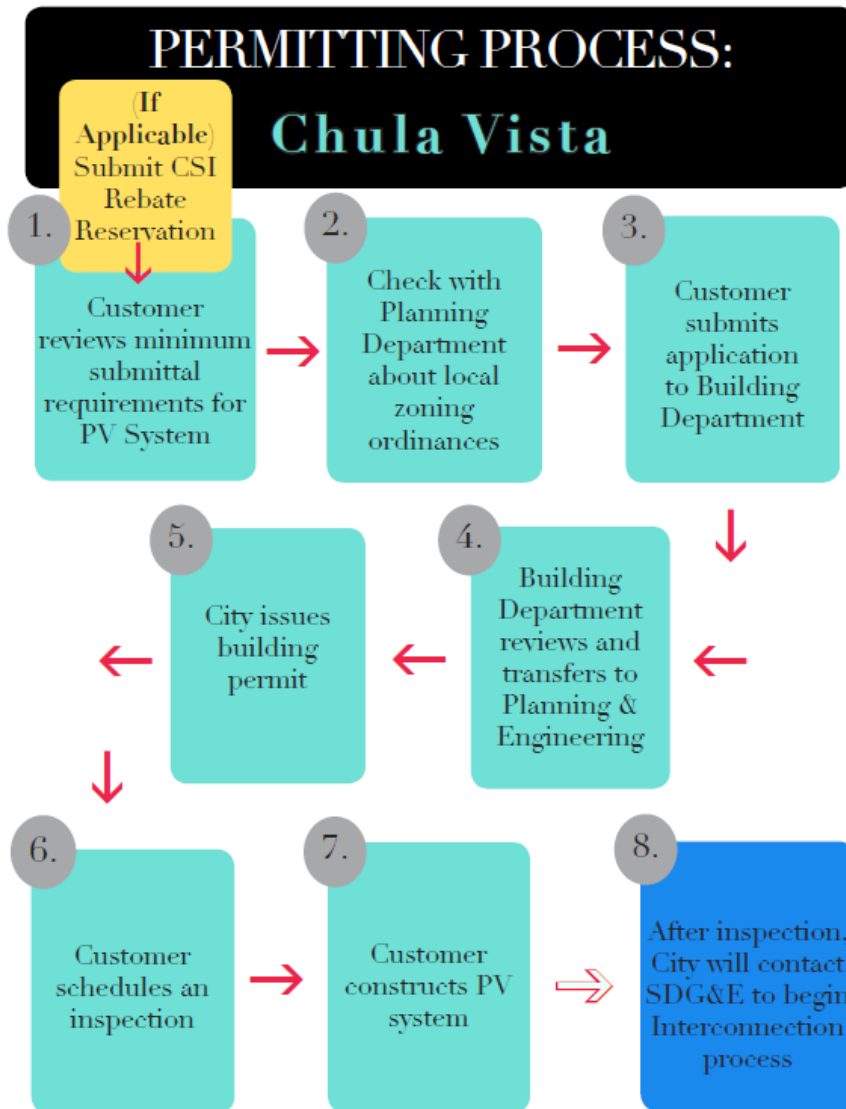 PERMITTING PROCESS:
Chula Vista
(If
Applicable)
Submit CSI
Rebate
Reservation
1.
Customer
reviews minimum
submittal
requirements for
PV System
2.
Check with
Planning
Department
about local
zoning
ordinances
3.
Customer
submits
application
to Building
Department
4.
Building
Department
reviews and
transfers to
Planning &
Engineering
5.
City issues
building
permit
6.
Customer
schedules an
inspection
7.
Customer
constructs PV
system
8.
After inspection,
City will contact
SDG&E to begin
Interconnection
process